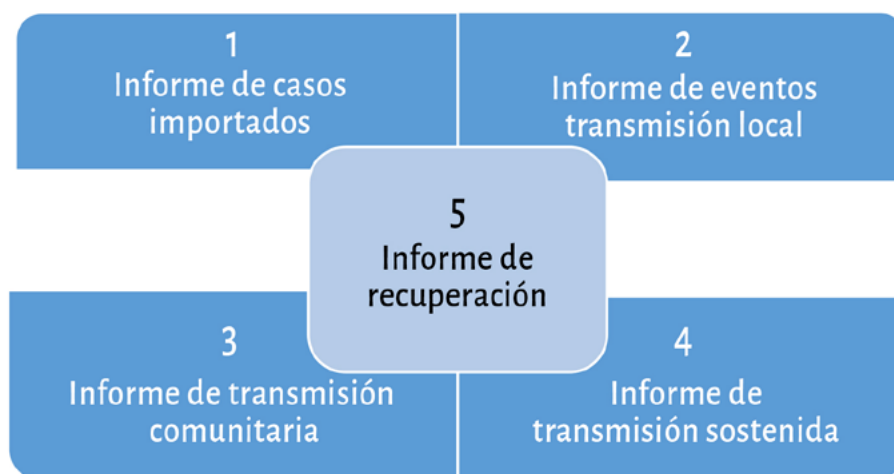 1
Informe de casos
importados
2
Informe de eventos
transmisión local
5
Informe de
recuperación
3
Informe de transmisión
comunitaria
4
Informe de
transmisión sostenida